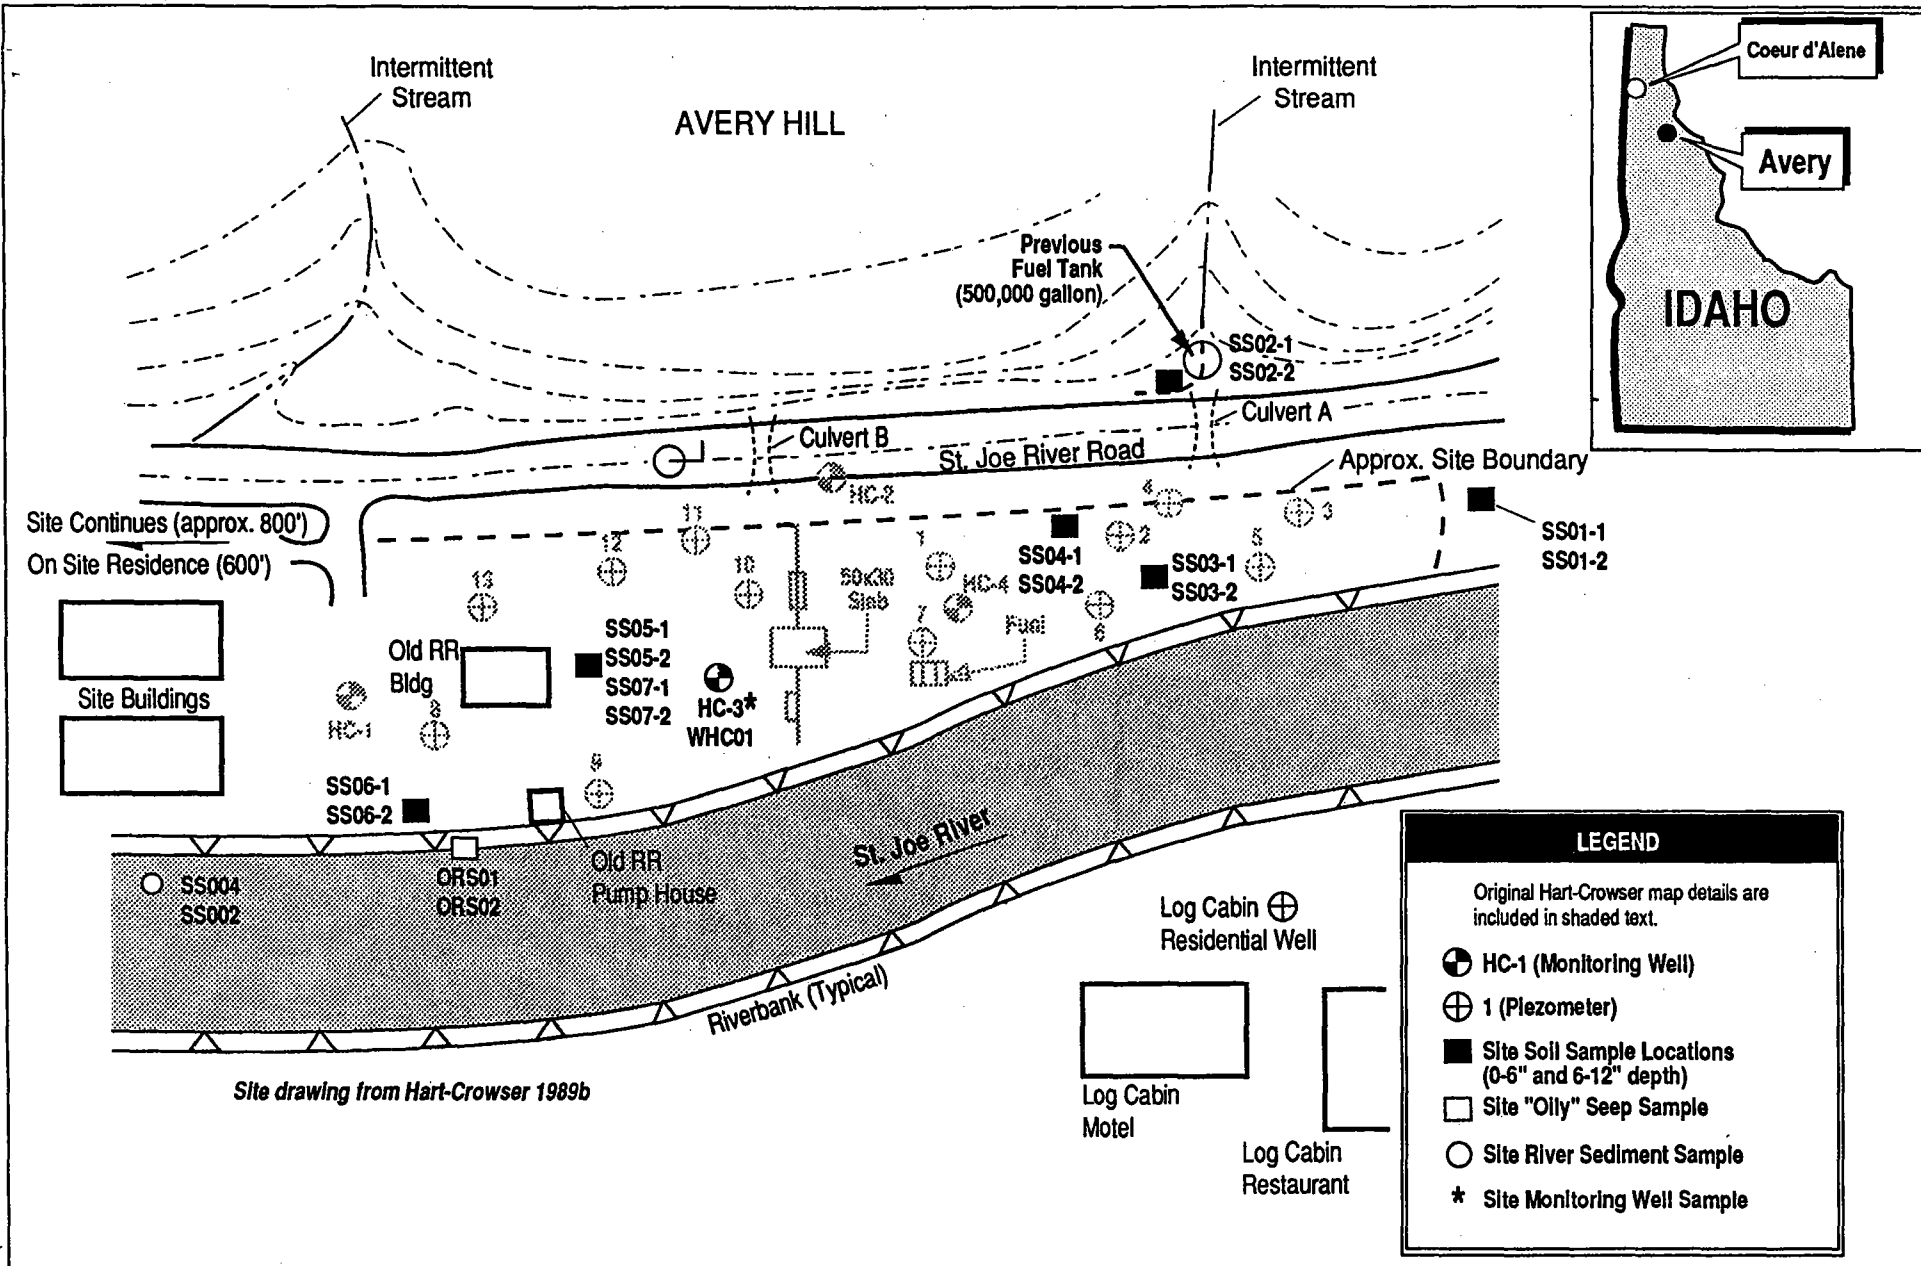 Intermittent
Stream
AVERY HILL
Intermittent
Stream
Coeur d'Alene
Avery
IDAHO
Previous
Fuel Tank
(500,000 gallon)
SS02-1
SS02-2
Culvert A
Culvert B
St. Joe River Road
Approx. Site Boundary
HC-2
4
3
SS01-1
SS01-2
Site Continues (approx. 800')
On Site Residence (600')
11
12
13
10
50x30
Slab
1
HC-4
SS04-1
SS04-2
2
SS03-1
SS03-2
5
7
Fuel
6
Old RR
Bldg
SS05-1
SS05-2
SS07-1
SS07-2
HC-3*
WHC01
Site Buildings
HC-1
8
9
SS06-1
SS06-2
Old RR
Pump House
ORS01
ORS02
SS004
SS002
St. Joe River
Riverbank (Typical)
Log Cabin
Residential Well
Log Cabin
Motel
Log Cabin
Restaurant
Site drawing from Hart-Crowser 1989b
LEGEND
Original Hart-Crowser map details are
included in shaded text.
HC-1 (Monitoring Well)
1 (Piezometer)
Site Soil Sample Locations
(0-6" and 6-12" depth)
Site "Oily" Seep Sample
Site River Sediment Sample
* Site Monitoring Well Sample